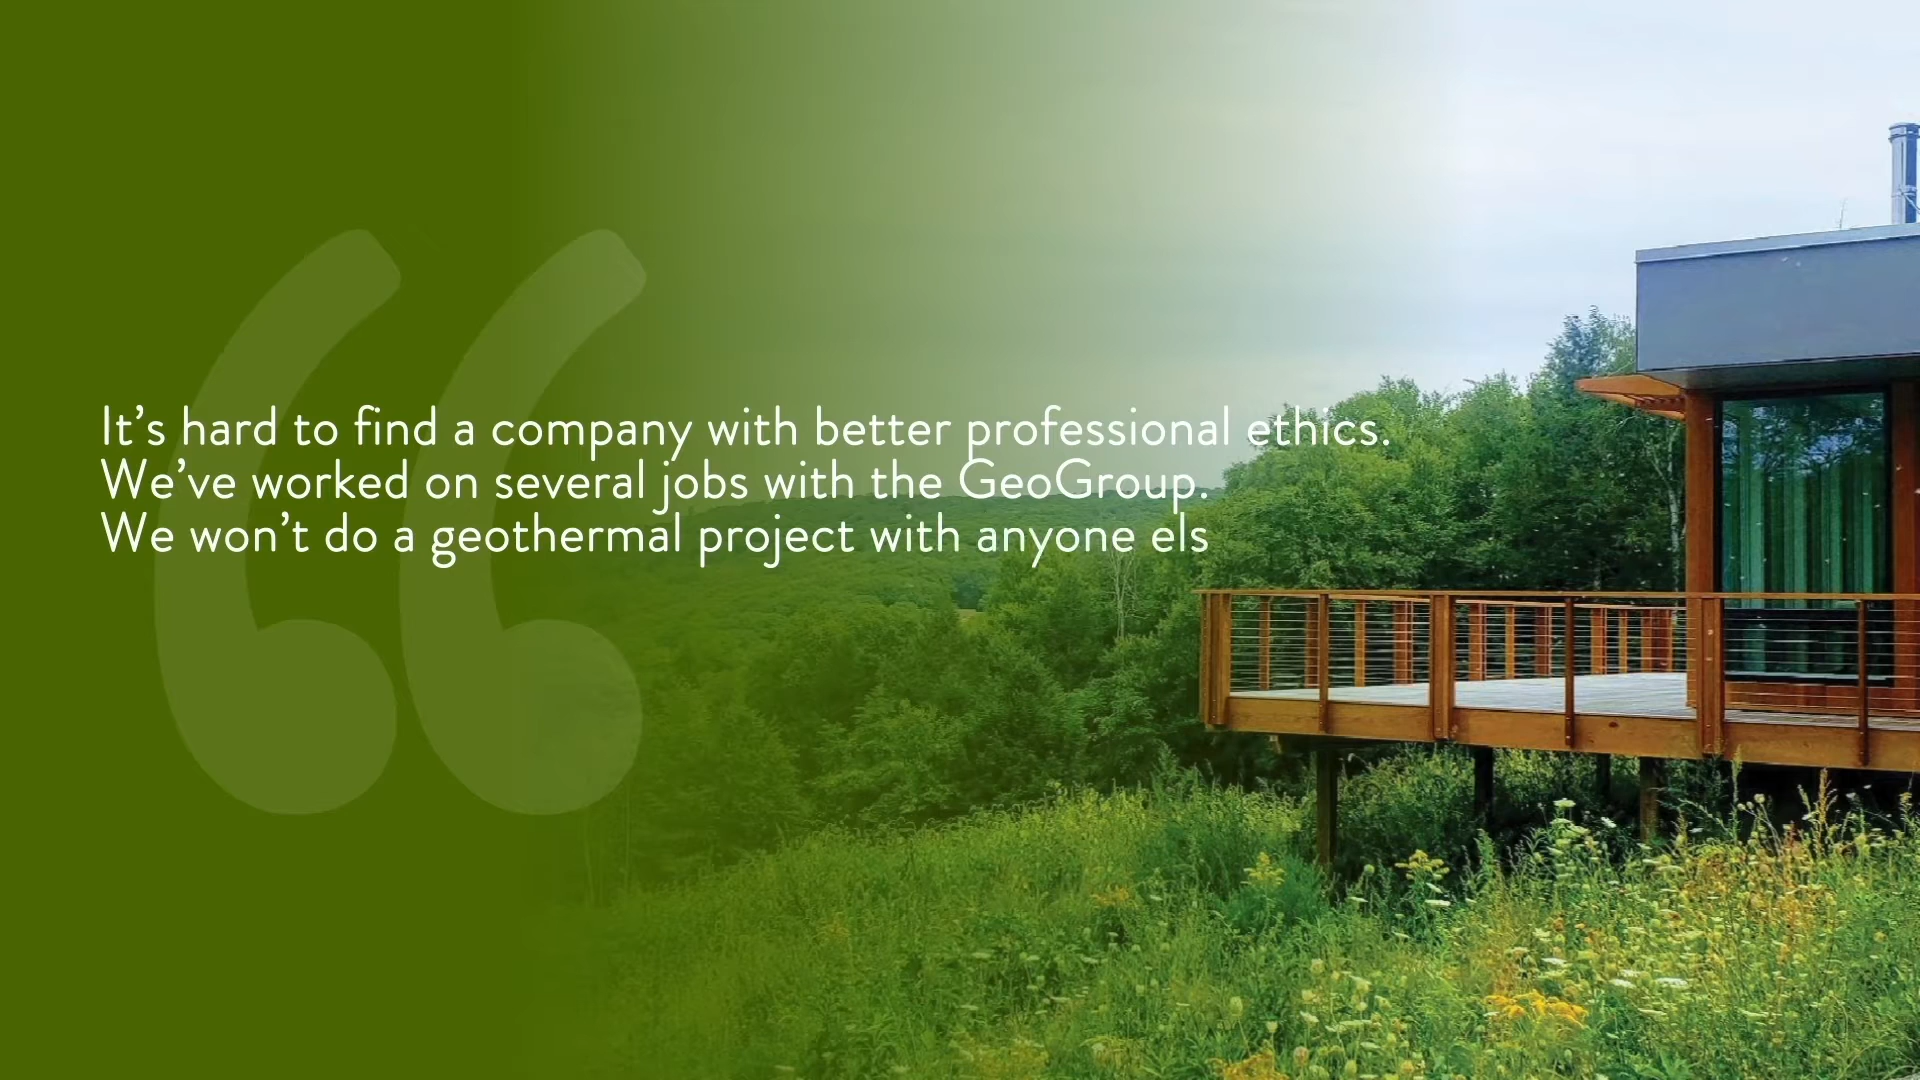 It’s hard to find a company with better professional ethics.
We’ve worked on several jobs with the GeoGroup.
We won’t do a geothermal project with anyone els